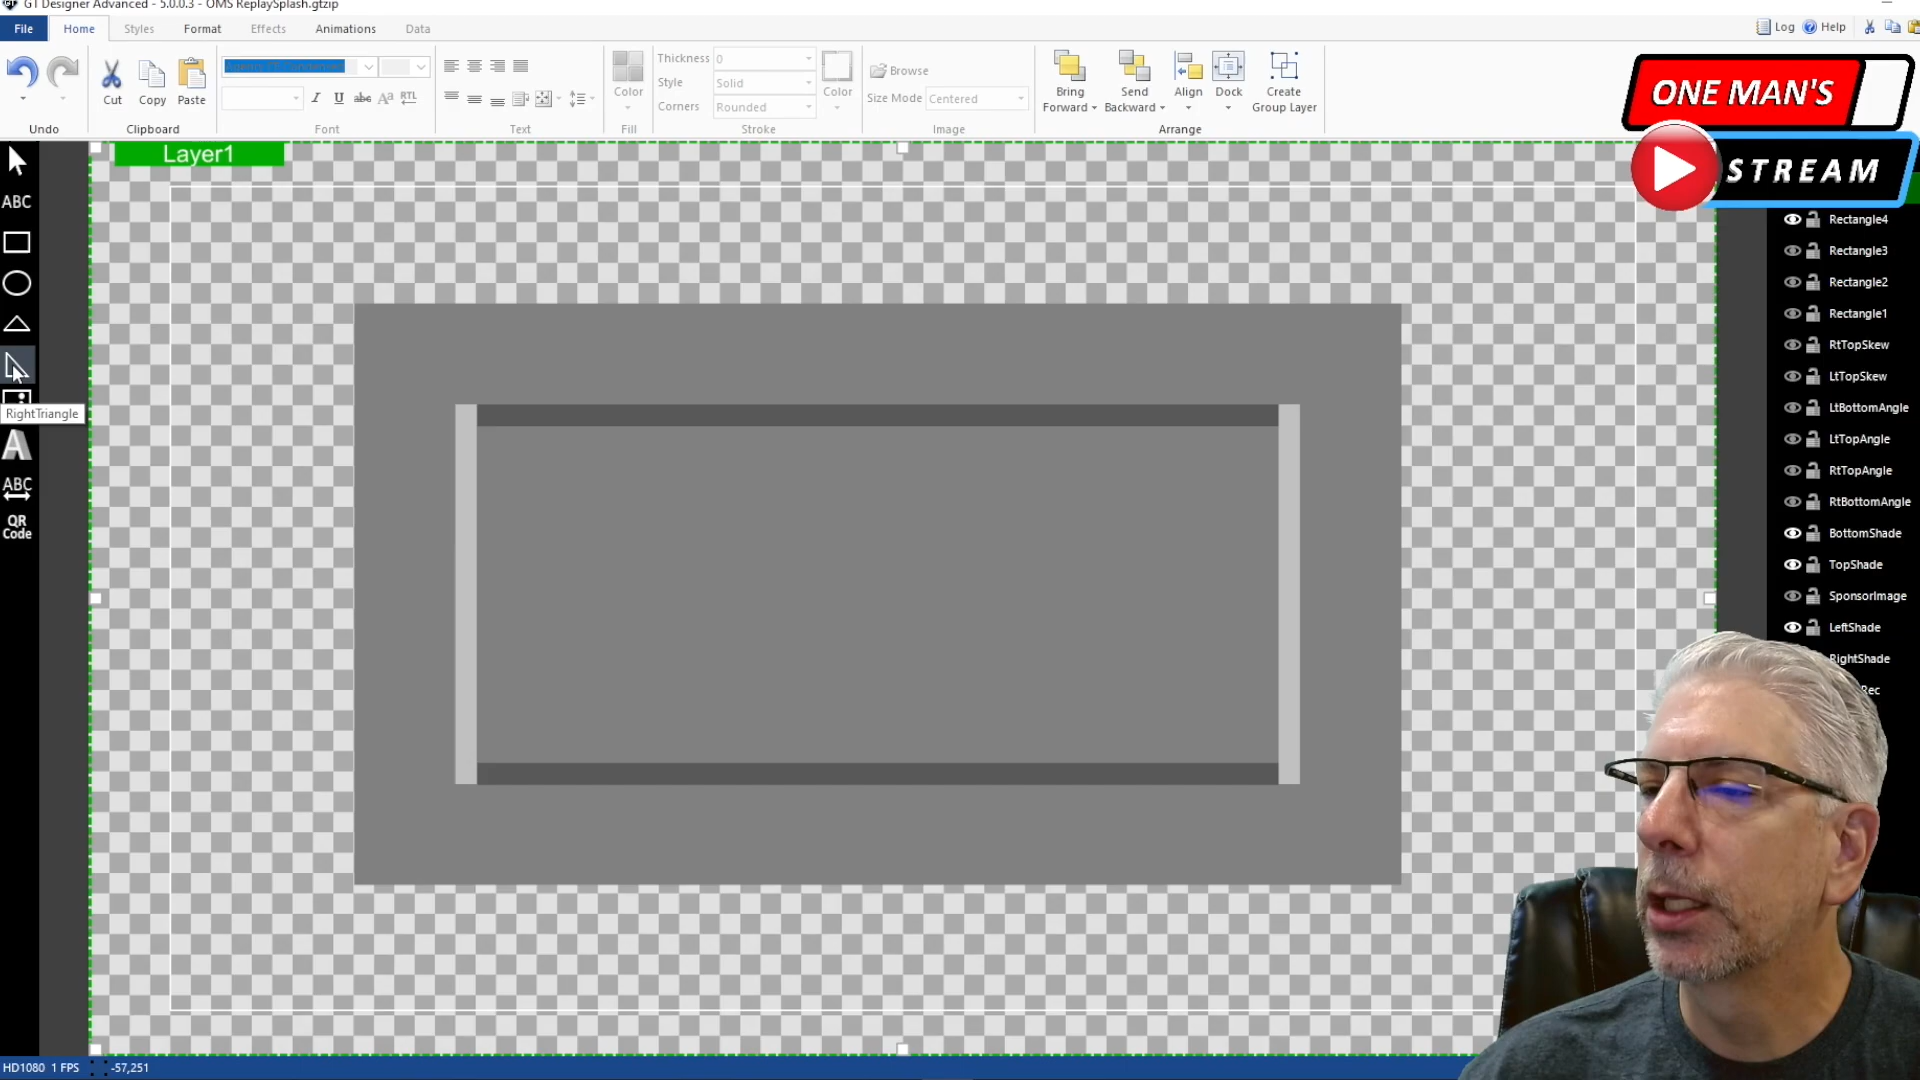 GT Designer Advanced - 5.0.0.3 - OMS ReplaySplash.gtzip
File
Home
Styles
Format
Effects
Animations
Data
Log
Help
Cut
Copy
Paste
Thickness
0
Style
Solid
Corners
Rounded
Color
Color
Browse
Size Mode
Centered
Bring
Forward
Send
Backward
Align
Dock
Create
Group Layer
RTL
Undo
Clipboard
Font
Text
Fill
Stroke
Image
Arrange
ONE MAN'S
STREAM
Layer1
ABC
RightTriangle
A
ABC
QR
Code
Rectangle4
Rectangle3
Rectangle2
Rectangle1
RtTopSkew
LtTopSkew
LtBottomAngle
LtTopAngle
RtTopAngle
RtBottomAngle
BottomShade
TopShade
SponsorImage
LeftShade
RightShade
HD1080 1 FPS
-57,251